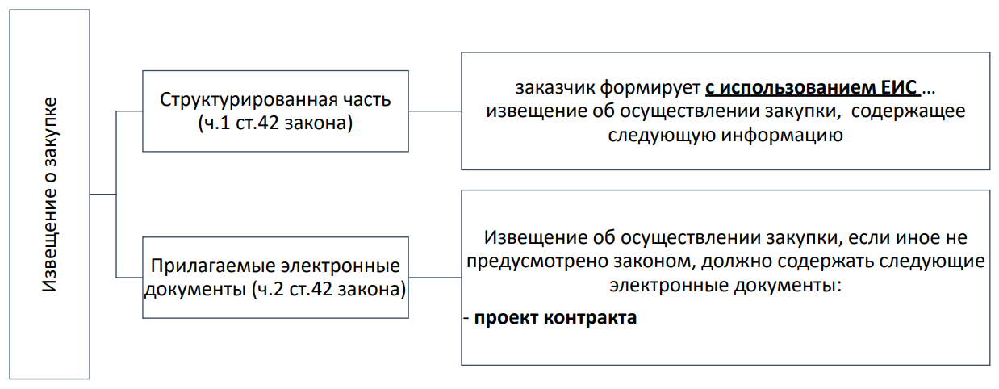 Извещение о закупке
Структурированная часть
(ч.1 ст.42 закона)
заказчик формирует с использованием ЕИС ...
извещение об осуществлении закупки, содержащее
следующую информацию
Прилагаемые электронные
документы (ч.2 ст.42 закона)
Извещение об осуществлении закупки, если иное не
предусмотрено законом, должно содержать следующие
электронные документы:
- проект контракта